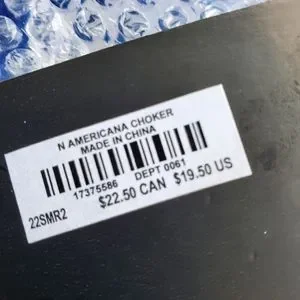 N AMERICANA CHOKER
MADE IN CHINA
17375586 DEPT 0061
22SMR2 $22.50 CAN $19.50 US